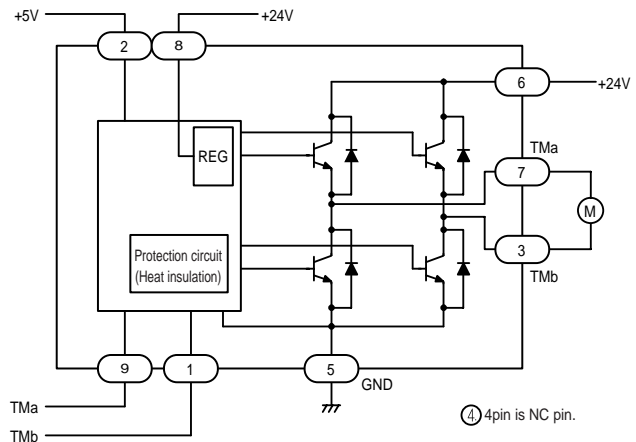 +5V
+24V
2
8
6
+24V
TMa
REG
7
M
Protection circuit
(Heat insulation)
3
TMb
9
1
5
GND
TMa
4 4pin is NC pin.
TMb